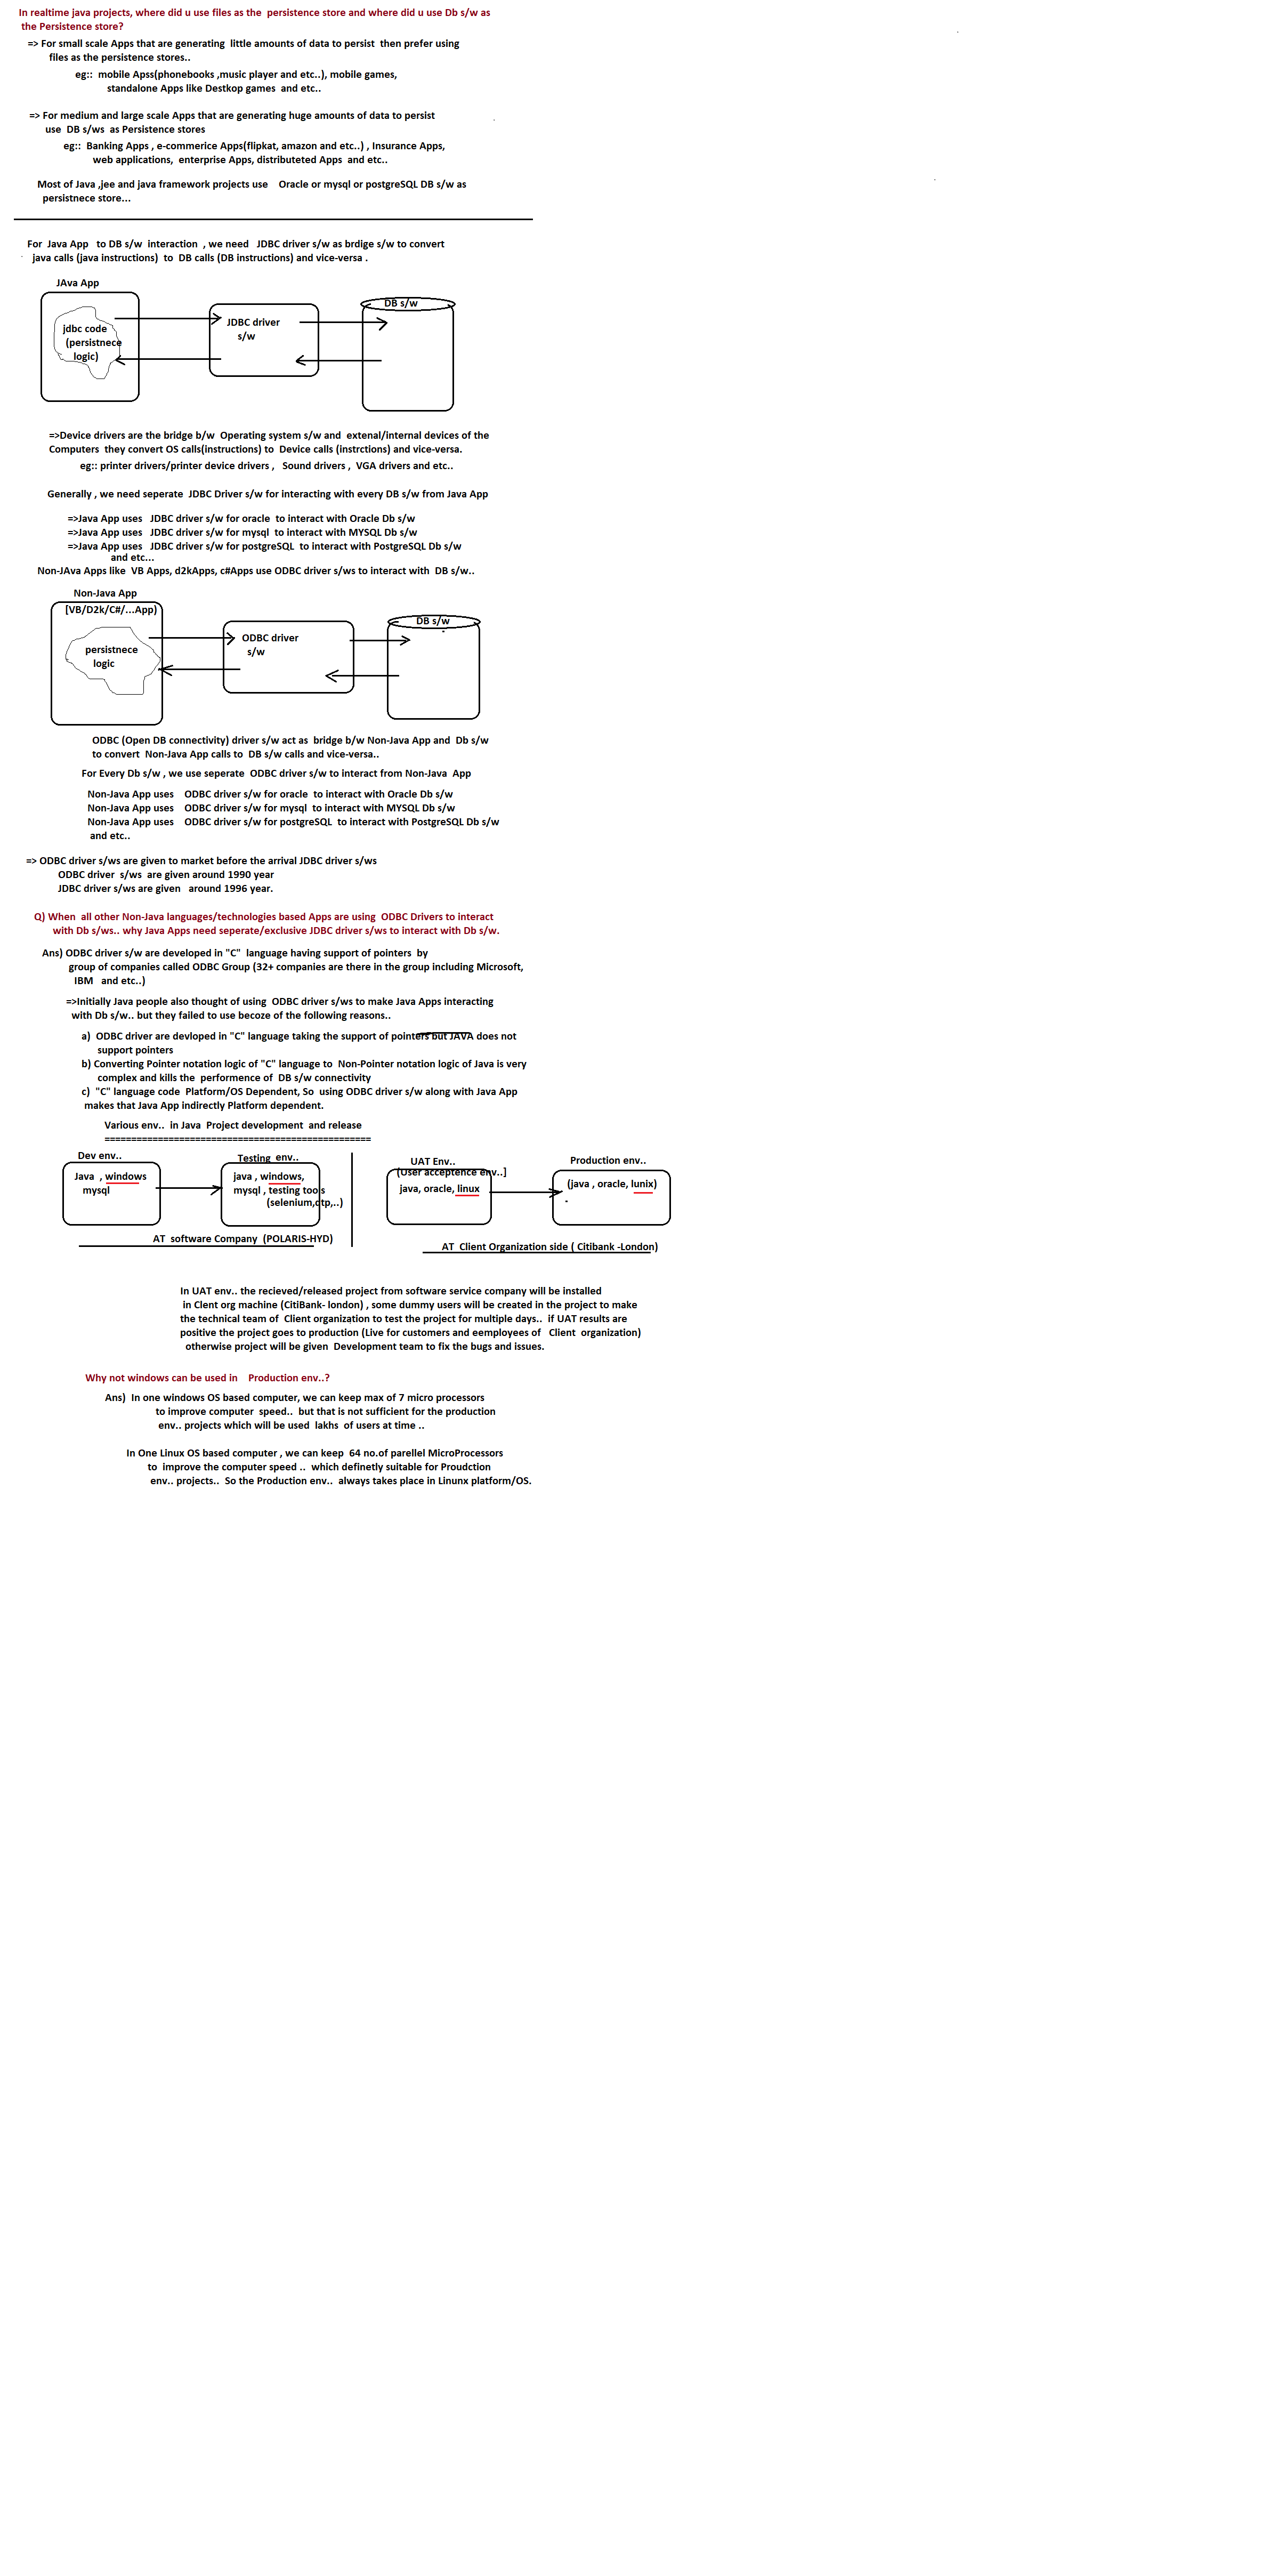 In realtime java projects, where did u use files as the persistence store and where did u use Db s/w as
the Persistence store?
=> For small scale Apps that are generating little amounts of data to persist then prefer using
files as the persistence stores..
eg:: mobile Apss(phonebooks ,music player and etc..), mobile games,
standalone Apps like Destkop games and etc..
=> For medium and large scale Apps that are generating huge amounts of data to persist
use DB s/ws as Persistence stores
eg:: Banking Apps , e-commerice Apps(flipkat, amazon and etc..) , Insurance Apps,
web applications, enterprise Apps, distributeted Apps and etc..
Most of Java ,jee and java framework projects use Oracle or mysql or postgreSQL DB s/w as
persistnece store...
For Java App to DB s/w interaction , we need JDBC driver s/w as brdige s/w to convert
java calls (java instructions) to DB calls (DB instructions) and vice-versa .
JAva App
DB s/w
jdbc code
(persistnece
logic)
JDBC driver
s/w
=>Device drivers are the bridge b/w Operating system s/w and extenal/internal devices of the
Computers they convert OS calls(instructions) to Device calls (instrctions) and vice-versa.
eg:: printer drivers/printer device drivers , Sound drivers , VGA drivers and etc..
Generally , we need seperate JDBC Driver s/w for interacting with every DB s/w from Java App
=>Java App uses JDBC driver s/w for oracle to interact with Oracle Db s/w
=>Java App uses JDBC driver s/w for mysql to interact with MYSQL Db s/w
=>Java App uses JDBC driver s/w for postgreSQL to interact with PostgreSQL Db s/w
and etc...
Non-JAva Apps like VB Apps, d2kApps, c#Apps use ODBC driver s/ws to interact with DB s/w..
Non-Java App
[VB/D2k/C#/...App)
DB s/w
persistnece
logic
ODBC driver
s/w
ODBC (Open DB connectivity) driver s/w act as bridge b/w Non-Java App and Db s/w
to convert Non-Java App calls to DB s/w calls and vice-versa..
For Every Db s/w , we use seperate ODBC driver s/w to interact from Non-Java App
Non-Java App uses ODBC driver s/w for oracle to interact with Oracle Db s/w
Non-Java App uses ODBC driver s/w for mysql to interact with MYSQL Db s/w
Non-Java App uses ODBC driver s/w for postgreSQL to interact with PostgreSQL Db s/w
and etc..
=> ODBC driver s/ws are given to market before the arrival JDBC driver s/ws
ODBC driver s/ws are given around 1990 year
JDBC driver s/ws are given around 1996 year.
Q) When all other Non-Java languages/technologies based Apps are using ODBC Drivers to interact
with Db s/ws.. why Java Apps need seperate/exclusive JDBC driver s/ws to interact with Db s/w.
Ans) ODBC driver s/w are developed in "C" language having support of pointers by
group of companies called ODBC Group (32+ companies are there in the group including Microsoft,
IBM and etc..)
=>Initially Java people also thought of using ODBC driver s/ws to make Java Apps interacting
with Db s/w.. but they failed to use becoze of the following reasons..
a) ODBC driver are devloped in "C" language taking the support of pointers but JAVA does not
support pointers
b) Converting Pointer notation logic of "C" language to Non-Pointer notation logic of Java is very
complex and kills the performence of DB s/w connectivity
c) "C" language code Platform/OS Dependent, So using ODBC driver s/w along with Java App
makes that Java App indirectly Platform dependent.
Various env.. in Java Project development and release
===================================================
Dev env..
Java , windows
mysql
Testing env..
java , windows,
mysql , testing tools
(selenium,qtp,..)
AT software Company (POLARIS-HYD)
UAT Env..
(User acceptence env..]
java, oracle, linux
Production env..
(java , oracle, lunix)
AT Client Organization side ( Citibank -London)
In UAT env.. the recieved/released project from software service company will be installed
in Clent org machine (CitiBank- london) , some dummy users will be created in the project to make
the technical team of Client organization to test the project for multiple days.. if UAT results are
positive the project goes to production (Live for customers and eemployees of Client organization)
otherwise project will be given Development team to fix the bugs and issues.
Why not windows can be used in Production env..?
Ans) In one windows OS based computer, we can keep max of 7 micro processors
to improve computer speed.. but that is not sufficient for the production
env.. projects which will be used lakhs of users at time ..
In One Linux OS based computer , we can keep 64 no.of parellel MicroProcessors
to improve the computer speed .. which definetly suitable for Proudction
env.. projects.. So the Production env.. always takes place in Linunx platform/OS.